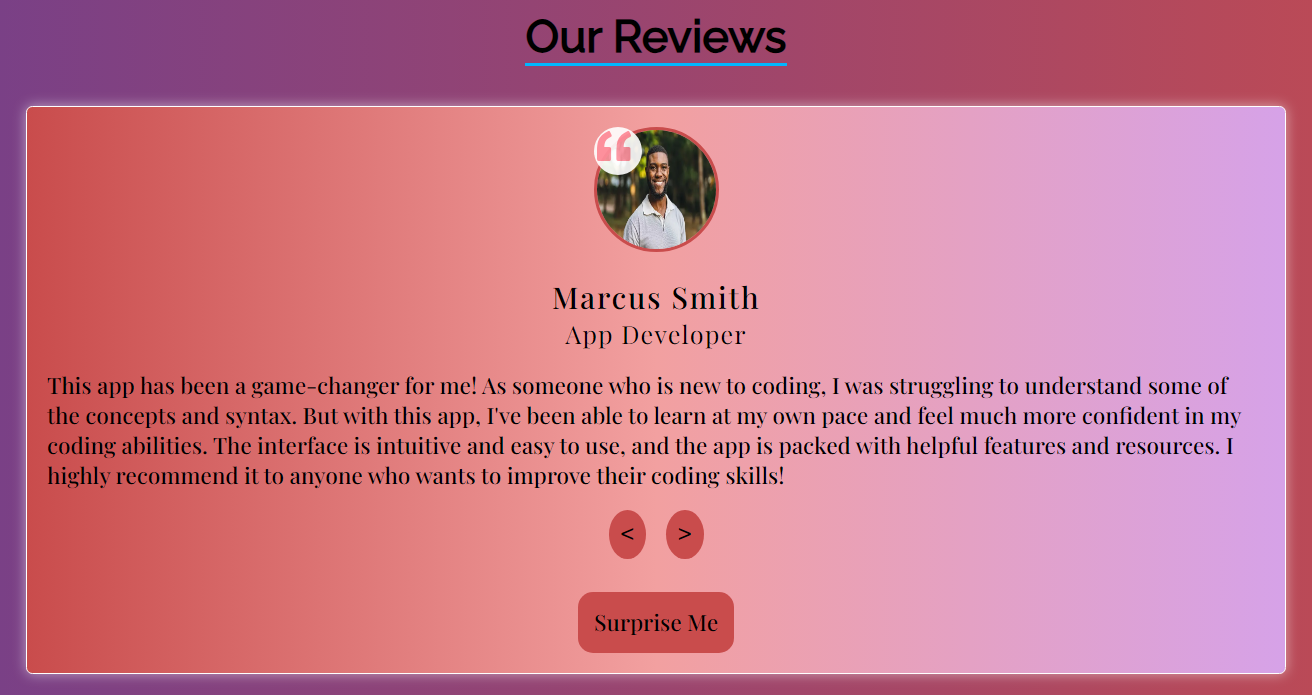 Our Reviews
❝
Marcus Smith
App Developer
This app has been a game-changer for me! As someone who is new to coding, I was struggling to understand some of
the concepts and syntax. But with this app, I've been able to learn at my own pace and feel much more confident in my
coding abilities. The interface is intuitive and easy to use, and the app is packed with helpful features and resources. I
highly recommend it to anyone who wants to improve their coding skills!
< >
Surprise Me